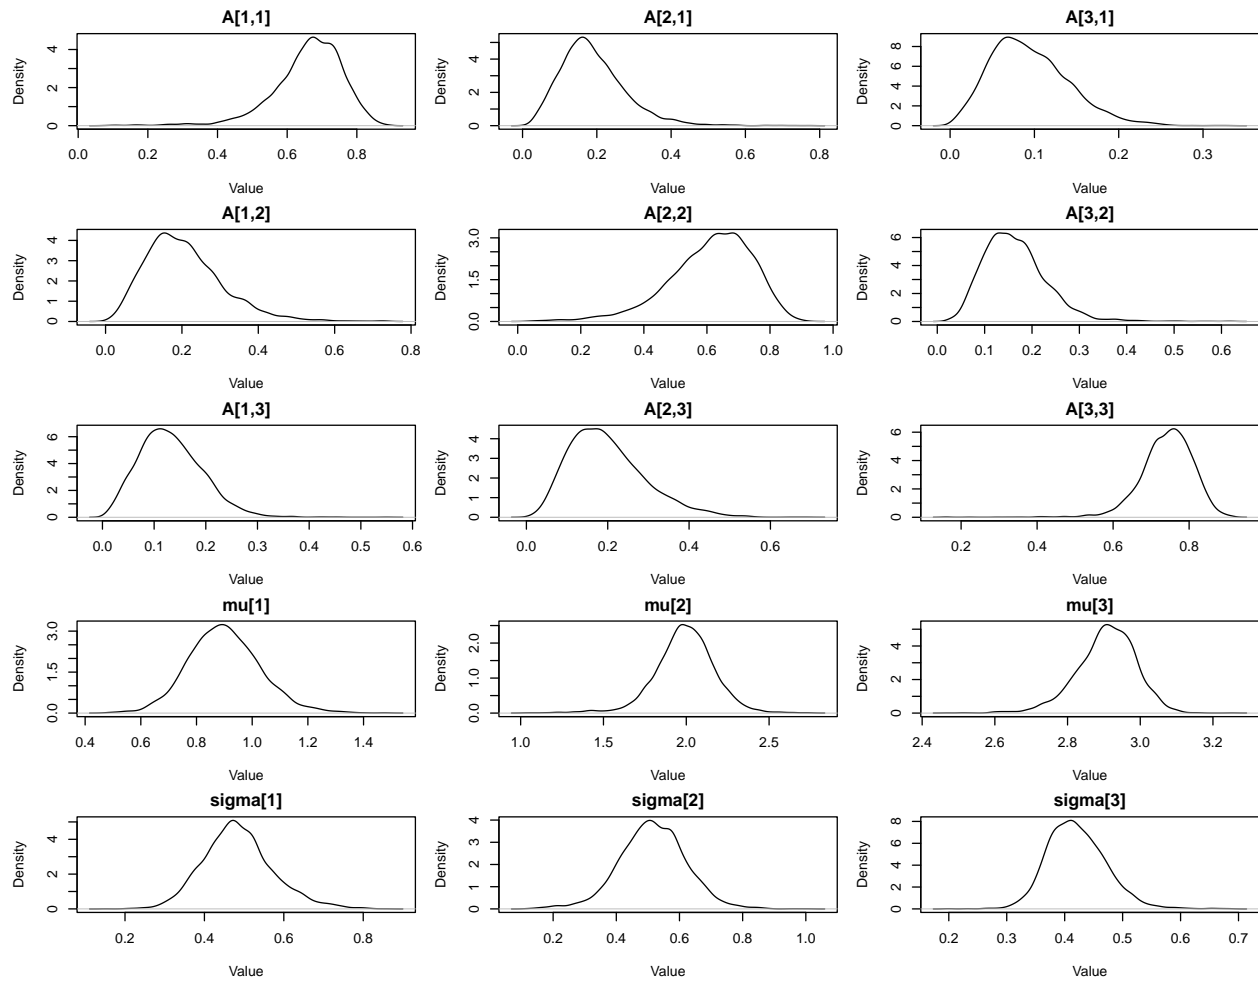 A[1,1] A[2,1] A[3,1]
Density 0 2 4 Density 0 2 4 Density 0 2 4 6 8
0.0 0.2 0.4 0.6 0.8 0.0 0.2 0.4 0.6 0.8 0.0 0.1 0.2 0.3
Value Value Value
A[1,2] A[2,2] A[3,2]
Density 0 1 2 3 4 Density 0.0 1.5 3.0 Density 0 2 4 6
0.0 0.2 0.4 0.6 0.8 0.0 0.2 0.4 0.6 0.8 1.0 0.0 0.1 0.2 0.3 0.4 0.5 0.6
Value Value Value
A[1,3] A[2,3] A[3,3]
Density 0 2 4 6 Density 0 1 2 3 4 Density 0 2 4 6
0.0 0.1 0.2 0.3 0.4 0.5 0.6 0.0 0.2 0.4 0.6 0.2 0.4 0.6 0.8
Value Value Value
mu[1] mu[2] mu[3]
Density 0.0 1.5 3.0 Density 0.0 1.0 2.0 Density 0 2 4
0.4 0.6 0.8 1.0 1.2 1.4 1.0 1.5 2.0 2.5 2.4 2.6 2.8 3.0 3.2
Value Value Value
sigma[1] sigma[2] sigma[3]
Density 0 2 4 Density 0 1 2 3 4 Density 0 2 4 6 8
0.2 0.4 0.6 0.8 0.2 0.4 0.6 0.8 1.0 0.2 0.3 0.4 0.5 0.6 0.7
Value Value Value